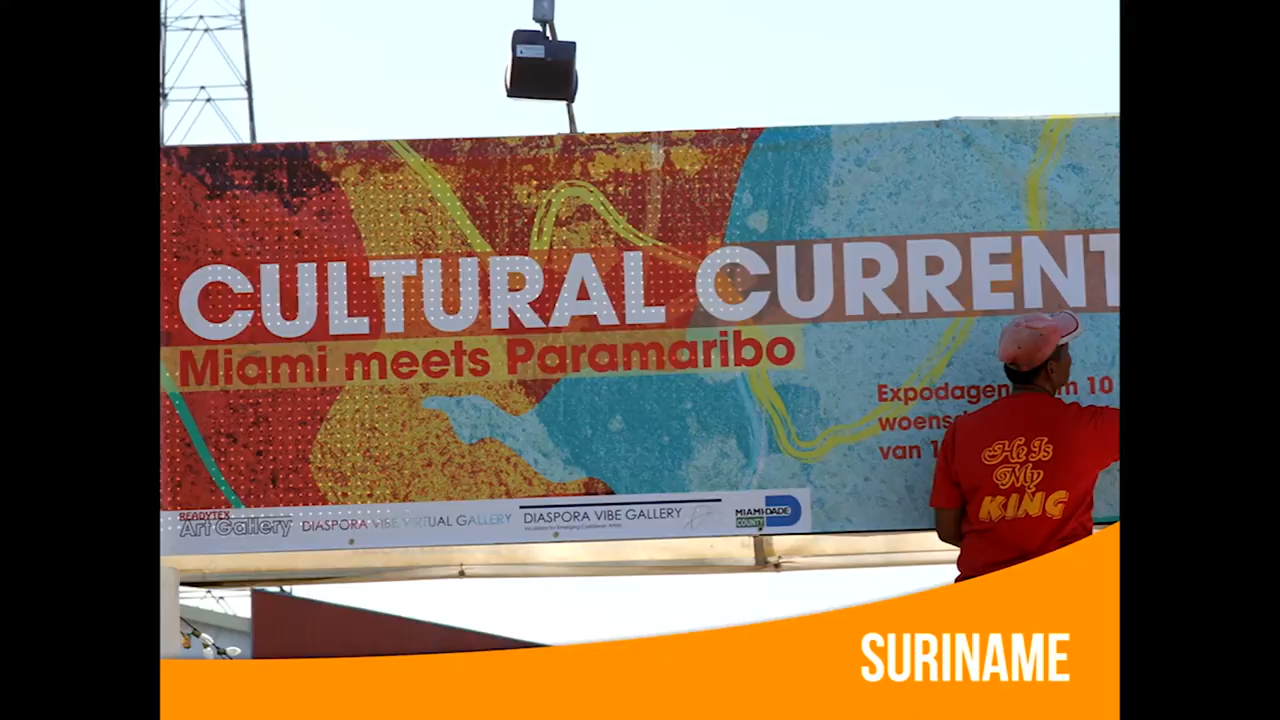 CULTURAL CURRENT
Miami meets Paramaribo
Expodagen m 10
woens
van 1
He Is
My
KING
READYTEX
Art Gallery
DIASPORA VIBE VIRTUAL GALLERY
DIASPORA VIBE GALLERY
MIAMI-DADE
COUNTY
SURINAME